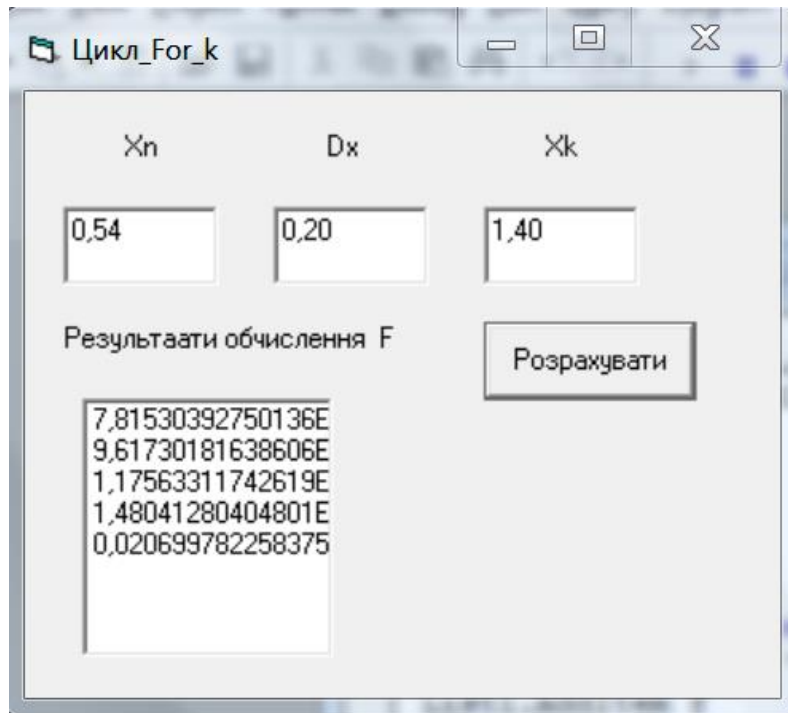 Цикл_For_k
Xn Dx Xk
0,54 0,20 1,40
Результаати обчислення F
Розрахувати
7,81530392750136E
9,61730181638606E
1,17563311742619E
1,48041280404801E
0,020699782258375